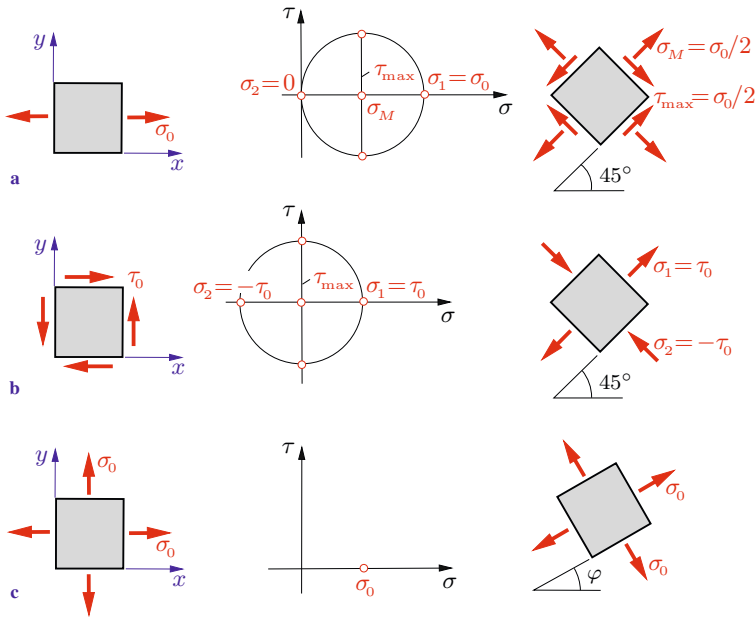 y
σ₀
x
a
τ
σ₂=0
τmax
σ₁=σ₀
σM
σ
σM=σ₀/2
τmax=σ₀/2
45°
y
τ₀
x
b
τ
σ₂=−τ₀
τmax
σ₁=τ₀
σ
σ₁=τ₀
σ₂=−τ₀
45°
y
σ₀
σ₀
x
c
τ
σ₀
σ
σ₀
σ₀
φ